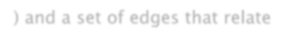 ) and a set of edges that relate